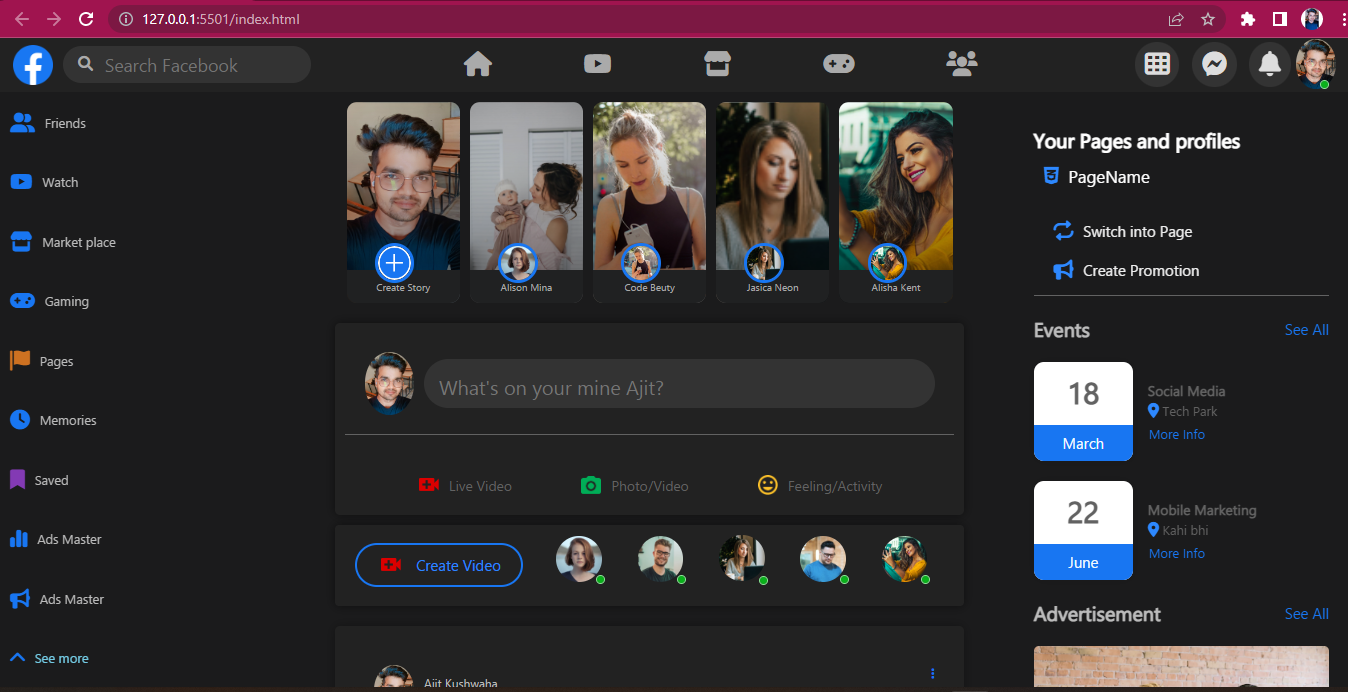 127.0.0.1:5501/index.html
Search Facebook
Friends
Watch
Market place
Gaming
Pages
Memories
Saved
Ads Master
Ads Master
See more
Create Story
Alison Mina
Code Beuty
Jasica Neon
Alisha Kent
What's on your mine Ajit?
Live Video
Photo/Video
Feeling/Activity
Create Video
Ajit Kushwaha
Your Pages and profiles
PageName
Switch into Page
Create Promotion
Events
See All
18
March
Social Media
Tech Park
More Info
22
June
Mobile Marketing
Kahi bhi
More Info
Advertisement
See All